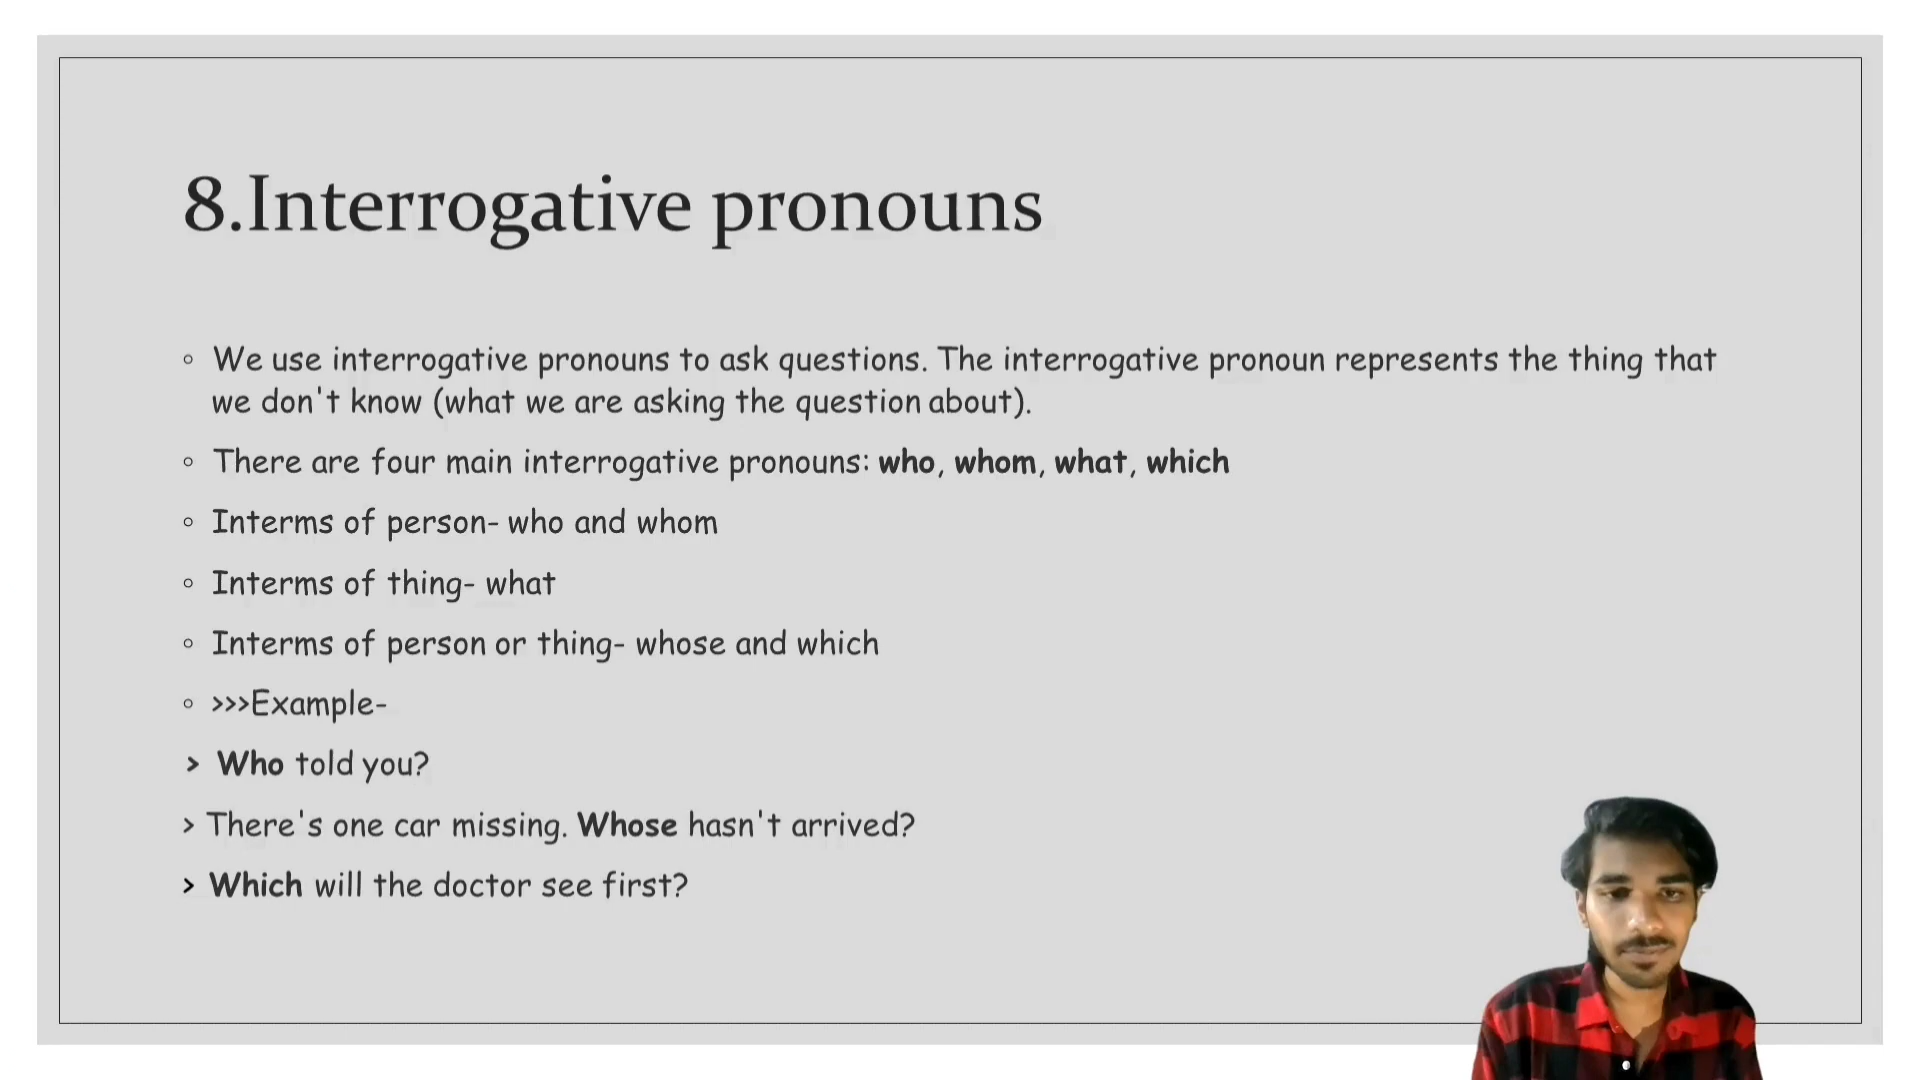 8.Interrogative pronouns
We use interrogative pronouns to ask questions. The interrogative pronoun represents the thing that
we don't know (what we are asking the question about).
There are four main interrogative pronouns: who, whom, what, which
Interms of person- who and whom
Interms of thing- what
Interms of person or thing- whose and which
>>>Example-
> Who told you?
> There's one car missing. Whose hasn't arrived?
> Which will the doctor see first?